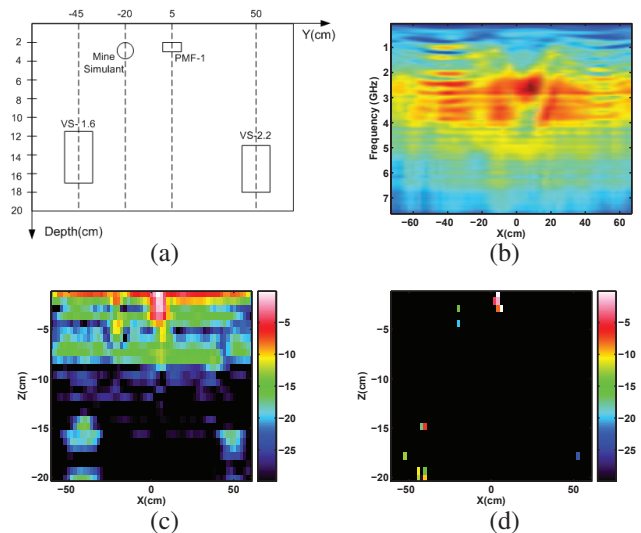 -45 -20 5 50
Y(cm)
2
4
6
8
10
12
14
16
18
20
Mine
Simulant
PMF-1
VS- 1.6
VS-2.2
Depth(cm)
(a)
1
2
3
4
5
6
7
Frequency (GHz)
−60 −40 −20 0 20 40 60
X(cm)
(b)
−5
−10
−15
−20
Z(cm)
−50 0 50
X(cm)
−5
−10
−15
−20
−25
(c)
−5
−10
−15
−20
Z(cm)
−50 0 50
X(cm)
−5
−10
−15
−20
−25
(d)